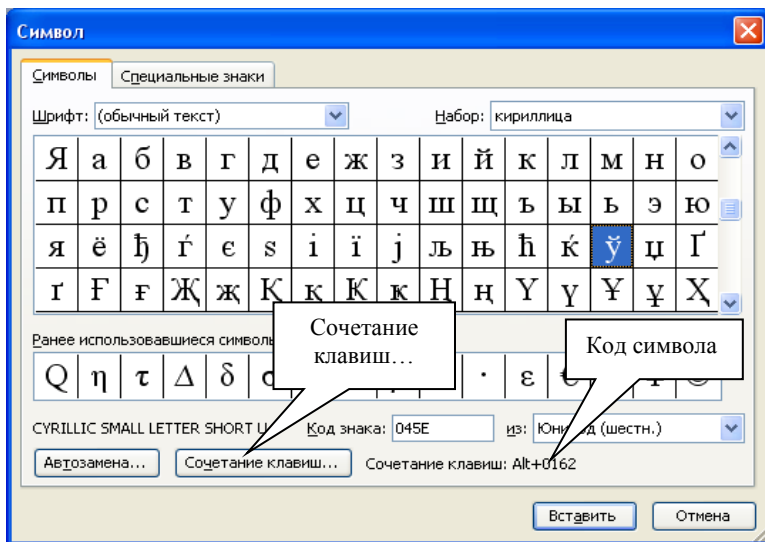 Символ
Символы Специальные знаки
Шрифт: (обычный текст) Набор: кириллица
Я а б в г д е ж з и й к л м н о
п р с т у ф х ц ч ш щ ъ ы ь э ю
я ё ђ ѓ є ѕ і ї ј љ њ ћ ќ ў џ Ґ
ґ Ғ ғ Җ җ Қ қ Ҝ ҝ Ң ң Ү ү Ұ ұ Ҳ
Ранее использовавшиеся символы
Сочетание
клавиш…
Код символа
Q η τ Δ δ · ε
CYRILLIC SMALL LETTER SHORT U Код знака: 045E из: Юникод (шестн.)
Автозамена... Сочетание клавиш... Сочетание клавиш: Alt+0162
Вставить Отмена